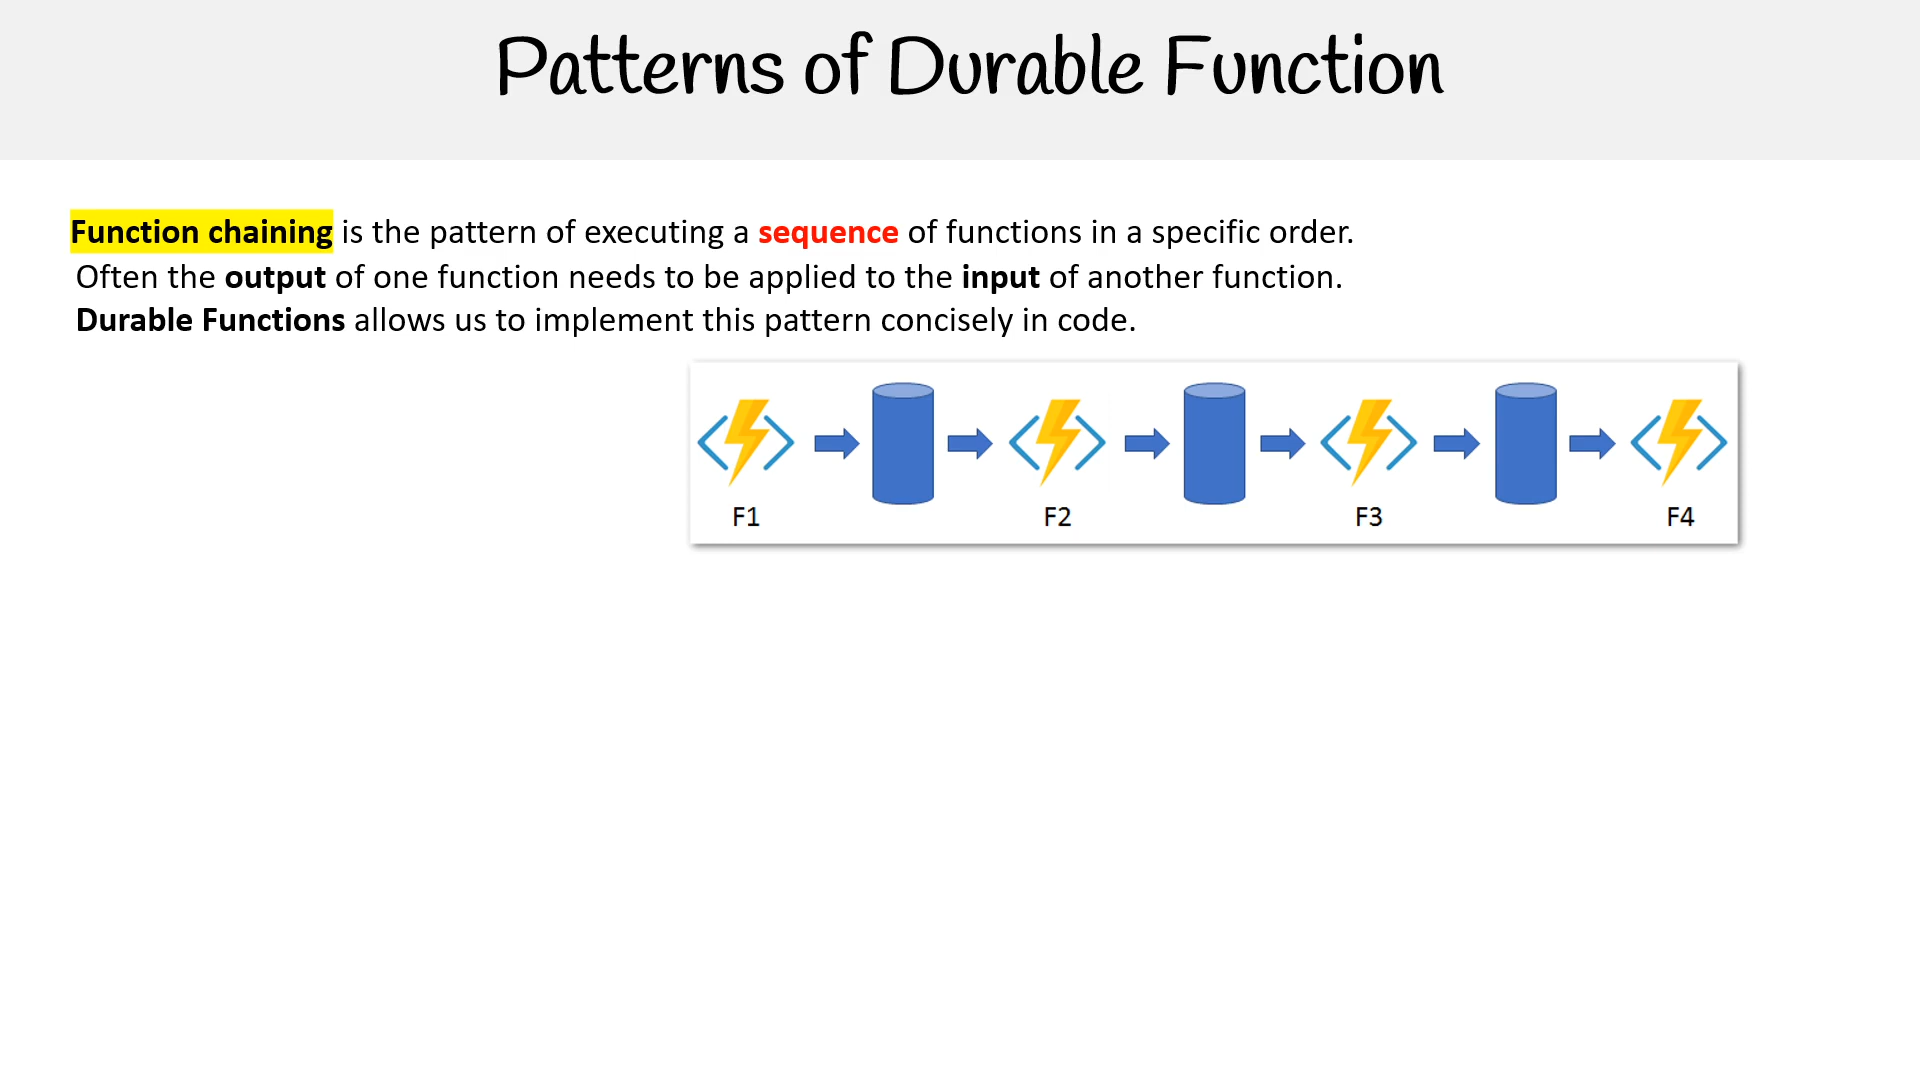 Patterns of Durable Function
Function chaining is the pattern of executing a sequence of functions in a specific order.
Often the output of one function needs to be applied to the input of another function.
Durable Functions allows us to implement this pattern concisely in code.
F1 F2 F3 F4